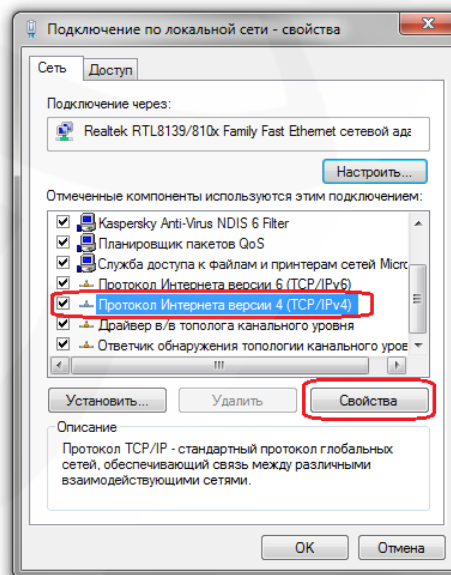 Подключение по локальной сети - свойства
Сеть Доступ
Подключение через:
Realtek RTL8139/810x Family Fast Ethernet сетевой ада
Настроить...
Отмеченные компоненты используются этим подключением:
Kaspersky Anti-Virus NDIS 6 Filter
Планировщик пакетов QoS
Служба доступа к файлам и принтерам сетей Micro
Протокол Интернета версии 6 (TCP/IPv6)
Протокол Интернета версии 4 (TCP/IPv4)
Драйвер в/в тополога канального уровня
Ответчик обнаружения топологии канального уров
Установить... Удалить Свойства
Описание
Протокол TCP/IP - стандартный протокол глобальных
сетей, обеспечивающий связь между различными
взаимодействующими сетями.
OK Отмена